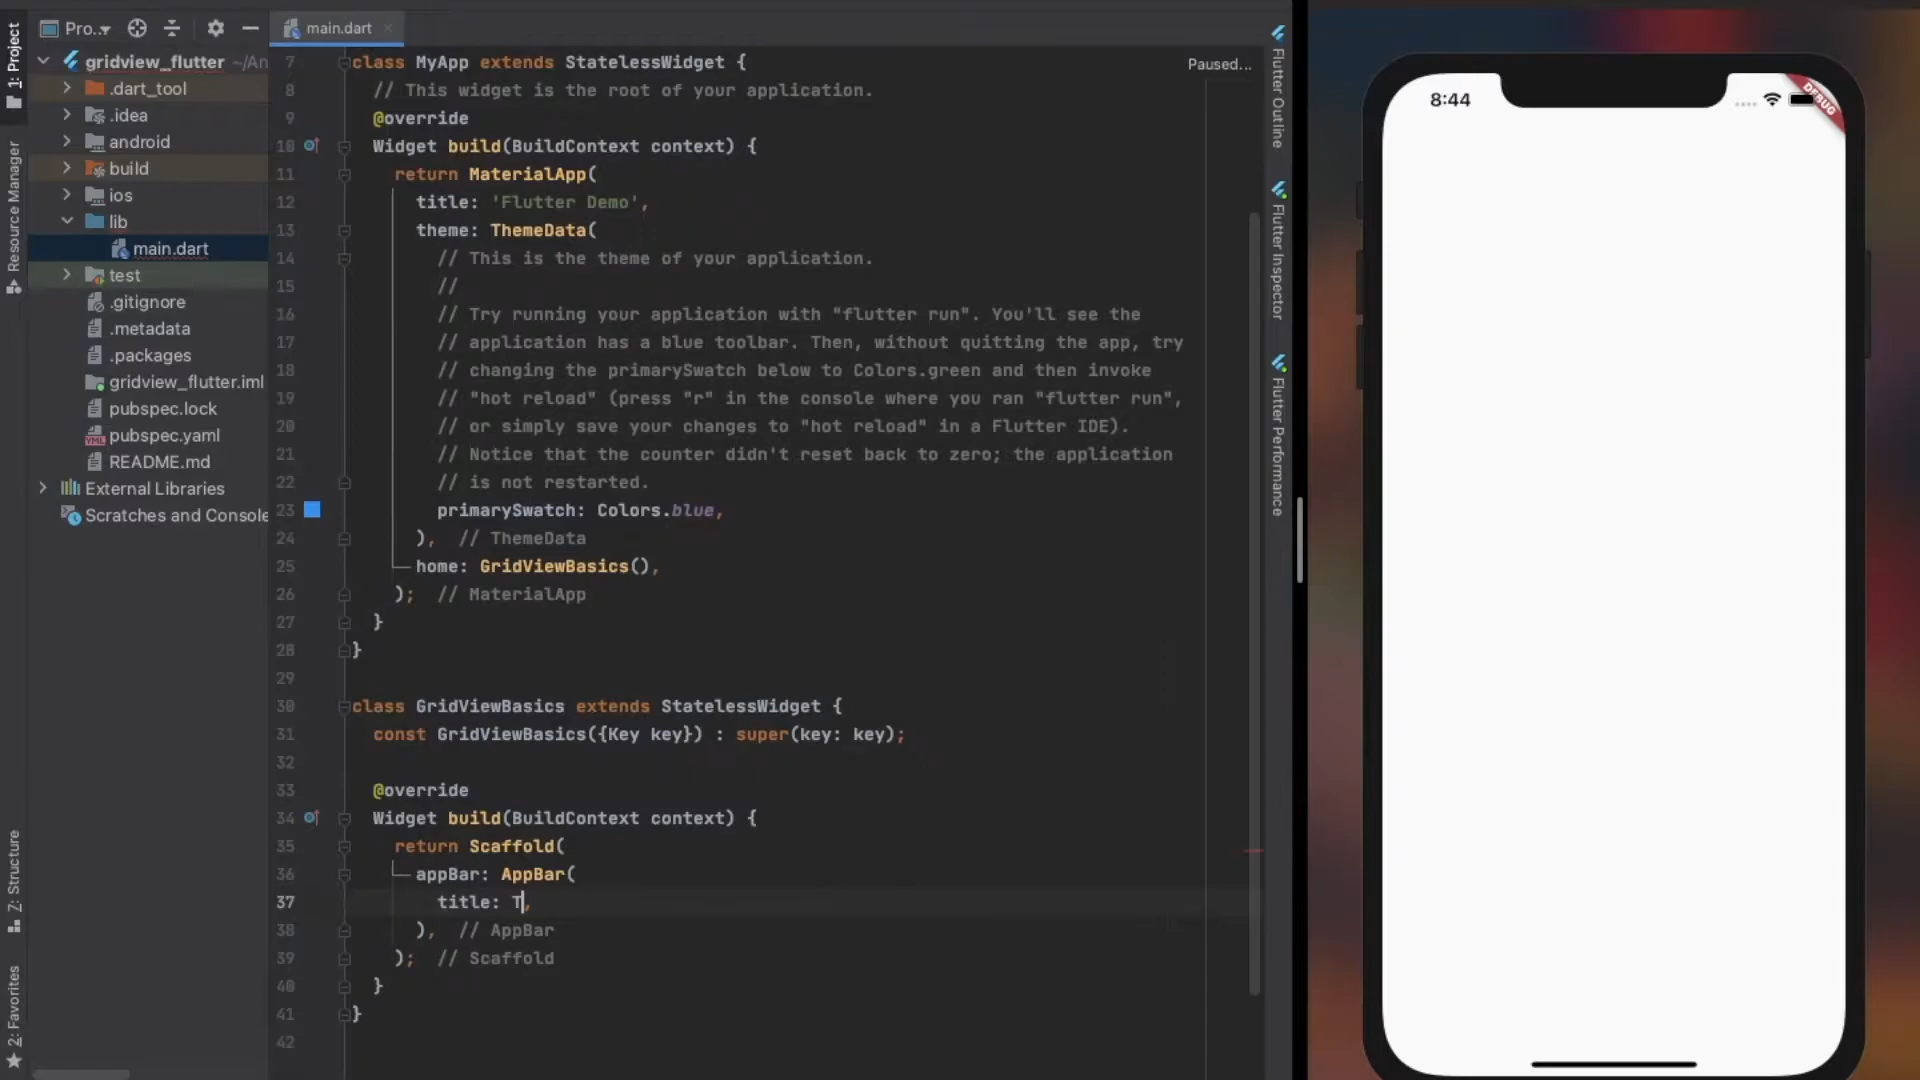 1: Project
Resource Manager
Z: Structure
2: Favorites
Pro...
gridview_flutter ~/An
.dart_tool
.idea
android
build
ios
lib
main.dart
test
.gitignore
.metadata
.packages
gridview_flutter.iml
pubspec.lock
pubspec.yaml
README.md
External Libraries
Scratches and Console
main.dart
Paused...
7 class MyApp extends StatelessWidget {
8 // This widget is the root of your application.
9 @override
10 Widget build(BuildContext context) {
11 return MaterialApp(
12 title: 'Flutter Demo',
13 theme: ThemeData(
14 // This is the theme of your application.
15 //
16 // Try running your application with "flutter run". You'll see the
17 // application has a blue toolbar. Then, without quitting the app, try
18 // changing the primarySwatch below to Colors.green and then invoke
19 // "hot reload" (press "r" in the console where you ran "flutter run",
20 // or simply save your changes to "hot reload" in a Flutter IDE).
21 // Notice that the counter didn't reset back to zero; the application
22 // is not restarted.
23 primarySwatch: Colors.blue,
24 ), // ThemeData
25 home: GridViewBasics(),
26 ); // MaterialApp
27 }
28 }
29
30 class GridViewBasics extends StatelessWidget {
31 const GridViewBasics({Key key}) : super(key: key);
32
33 @override
34 Widget build(BuildContext context) {
35 return Scaffold(
36 appBar: AppBar(
37 title: T,
38 ), // AppBar
39 ); // Scaffold
40 }
41 }
42
Flutter Outline
Flutter Inspector
Flutter Performance
8:44
DEBUG